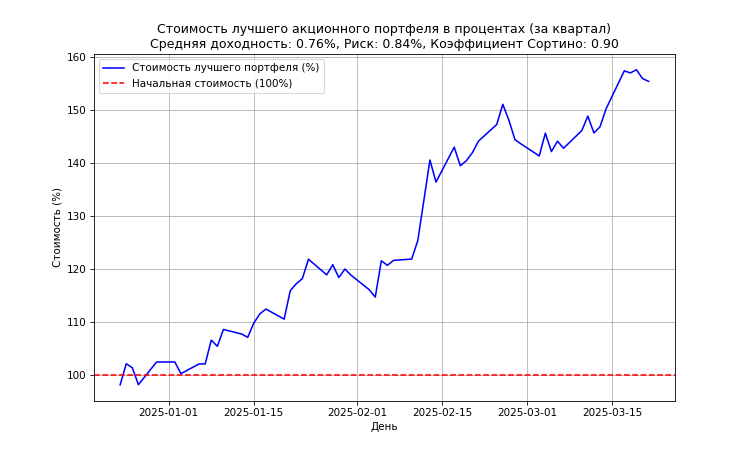 Стоимость лучшего акционного портфеля в процентах (за квартал)
Средняя доходность: 0.76%, Риск: 0.84%, Коэффициент Сортино: 0.90
Стоимость лучшего портфеля (%)
Начальная стоимость (100%)
Стоимость (%)
160
150
140
130
120
110
100
2025-01-01 2025-01-15 2025-02-01 2025-02-15 2025-03-01 2025-03-15
День